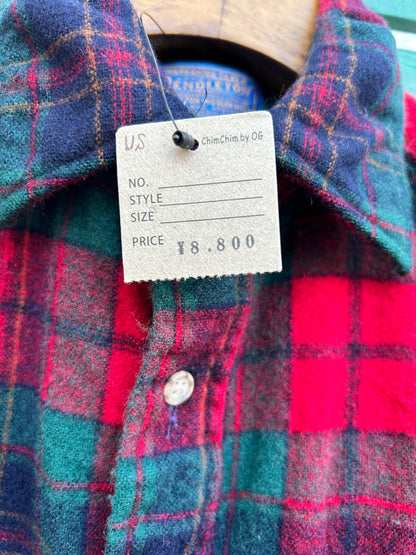 PENDLETON
US
ChimChim by OG
NO.
STYLE
SIZE
PRICE ¥8.800